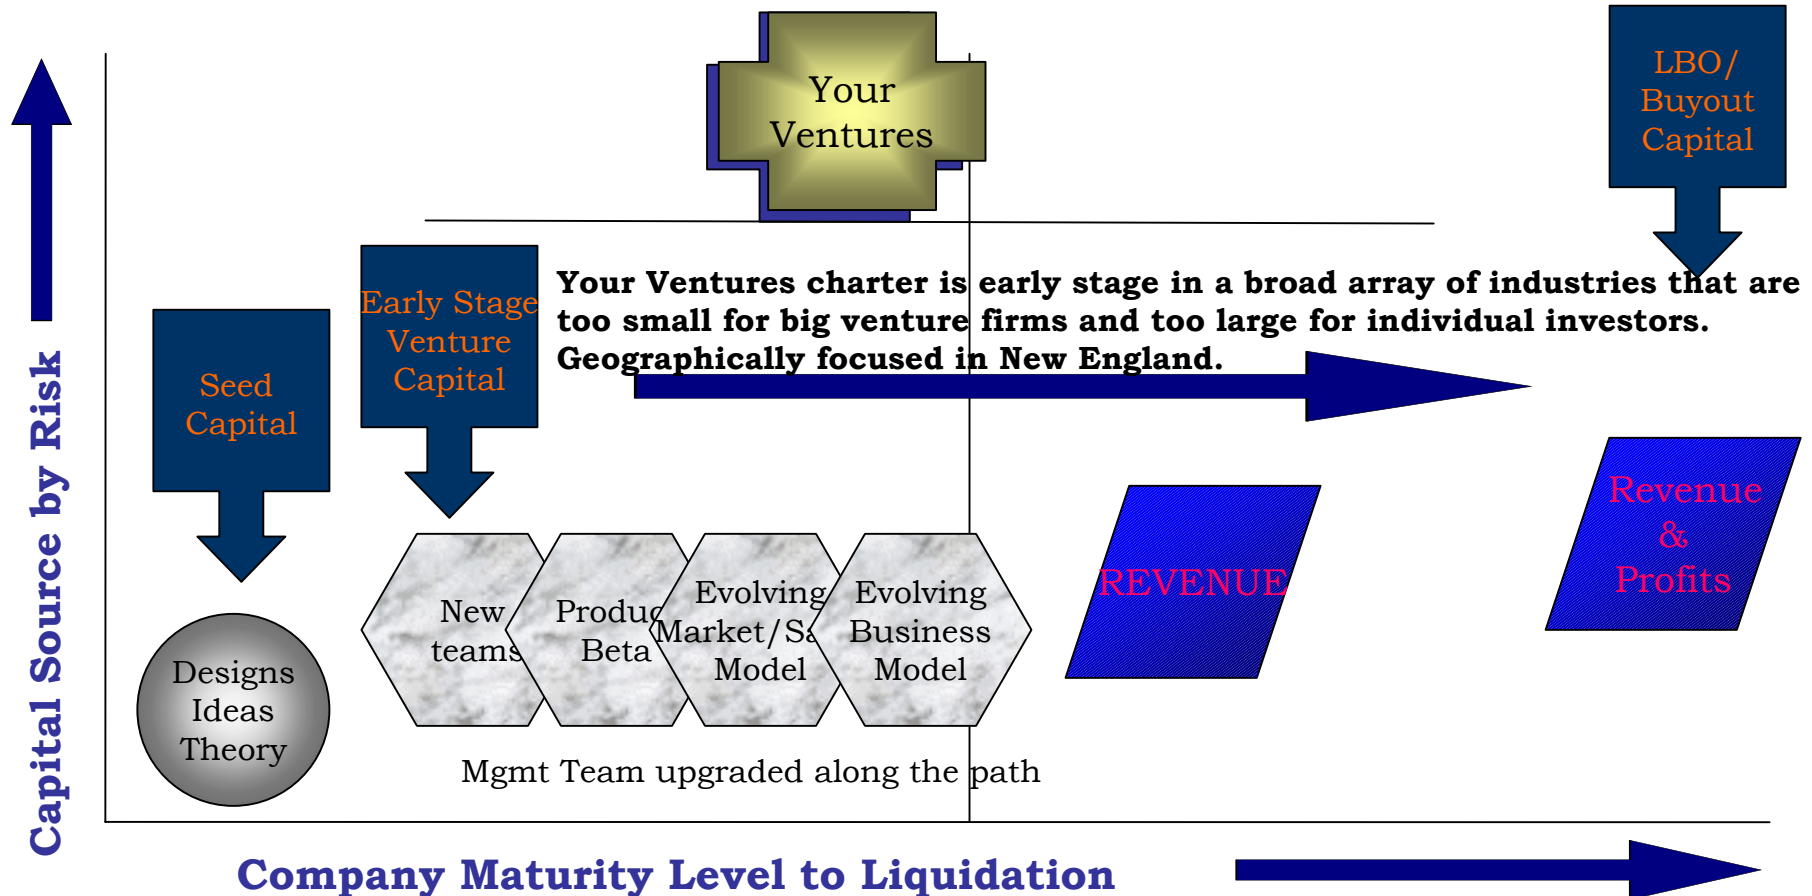 Your
Ventures
LBO/
Buyout
Capital
Your Ventures charter is early stage in a broad array of industries that are
too small for big venture firms and too large for individual investors.
Geographically focused in New England.
Early Stage
Venture
Capital
Seed
Capital
Capital Source by Risk
Designs
Ideas
Theory
New
teams
Produc
Beta
Evolving
Market/Sa
Model
Evolving
Business
Model
REVENUE
Revenue
&
Profits
Mgmt Team upgraded along the path
Company Maturity Level to Liquidation